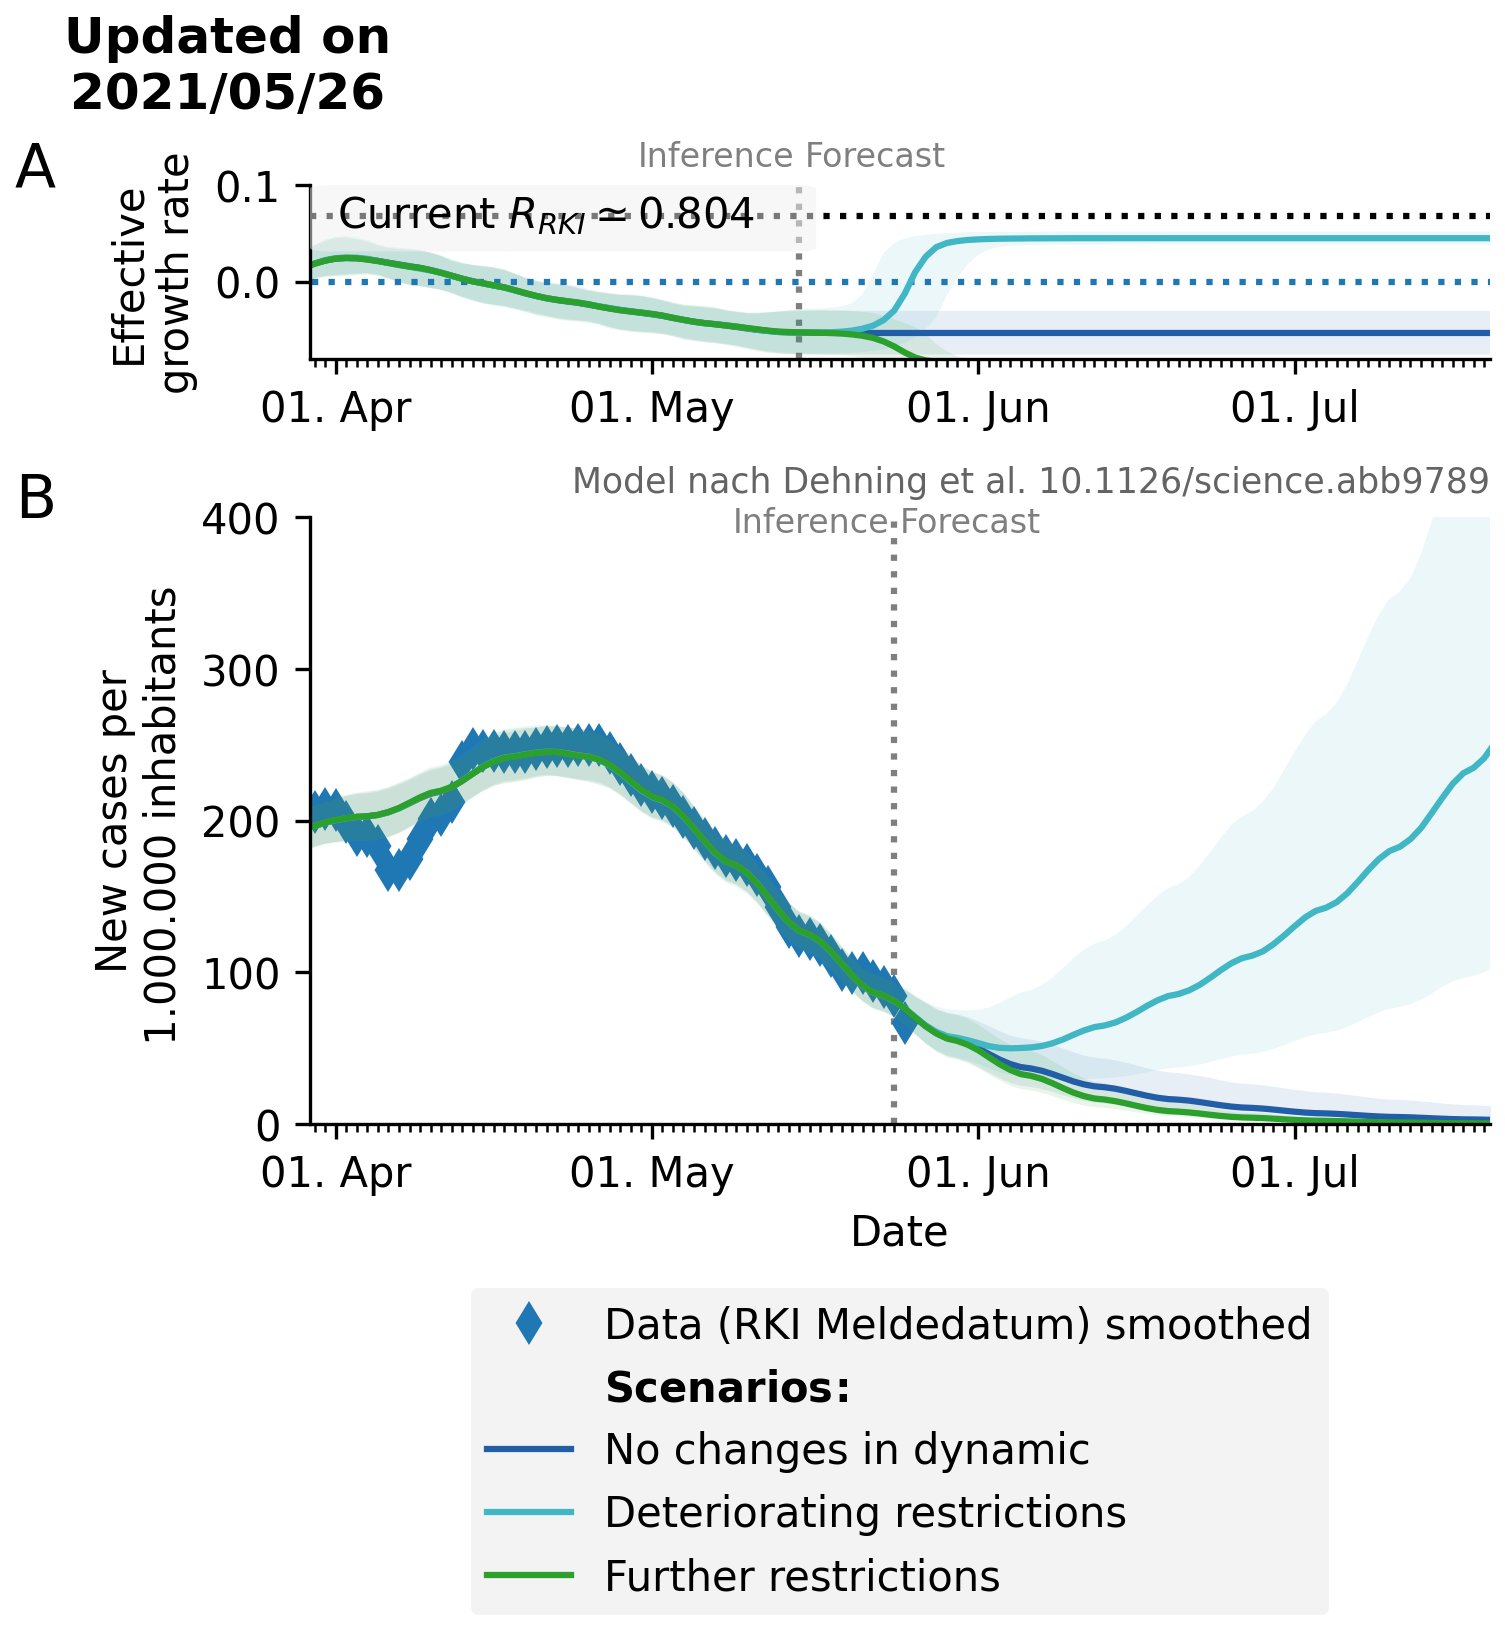 Updated on
2021/05/26
A
Inference Forecast
Effective
growth rate
0.1
0.0
Current R_RKI ≃ 0.804
01. Apr
01. May
01. Jun
01. Jul
B
Model nach Dehning et al. 10.1126/science.abb9789
Inference Forecast
New cases per
1.000.000 inhabitants
400
300
200
100
0
01. Apr
01. May
01. Jun
01. Jul
Date
Data (RKI Meldedatum) smoothed
Scenarios:
No changes in dynamic
Deteriorating restrictions
Further restrictions